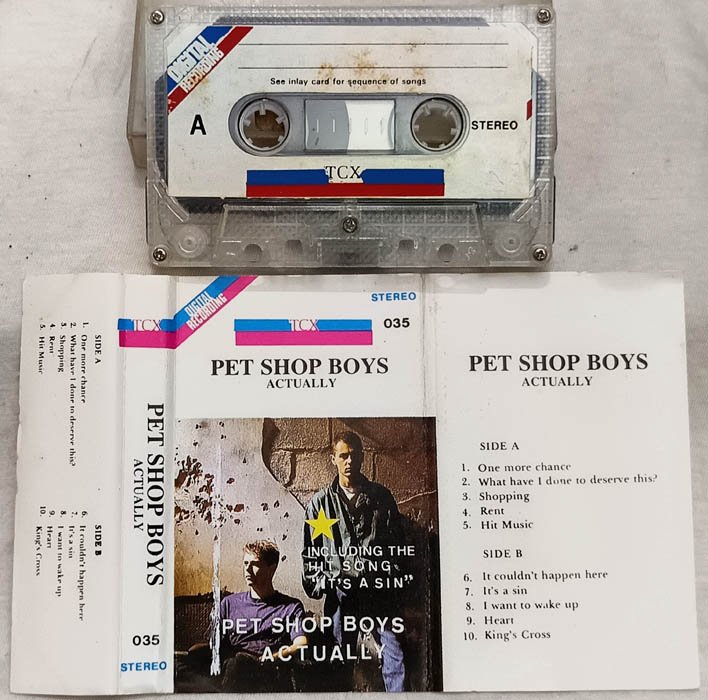 DIGITAL
RECORDING
See inlay card for sequence of songs
A
STEREO
TCX
SIDE A
1. One more chance
2. What have I done to deserve this?
3. Shopping
4. Rent
5. Hit Music
SIDE B
6. It couldn't happen here
7. It's a sin
8. I want to wake up
9. Heart
10. King's Cross
TCX
PET SHOP BOYS
ACTUALLY
035
STEREO
DIGITAL
RECORDING
STEREO
TCX
035
PET SHOP BOYS
ACTUALLY
INCLUDING THE
HIT SONG
"IT'S A SIN"
PET SHOP BOYS
ACTUALLY
PET SHOP BOYS
ACTUALLY
SIDE A
1. One more chance
2. What have I done to deserve this?
3. Shopping
4. Rent
5. Hit Music
SIDE B
6. It couldn't happen here
7. It's a sin
8. I want to wake up
9. Heart
10. King's Cross